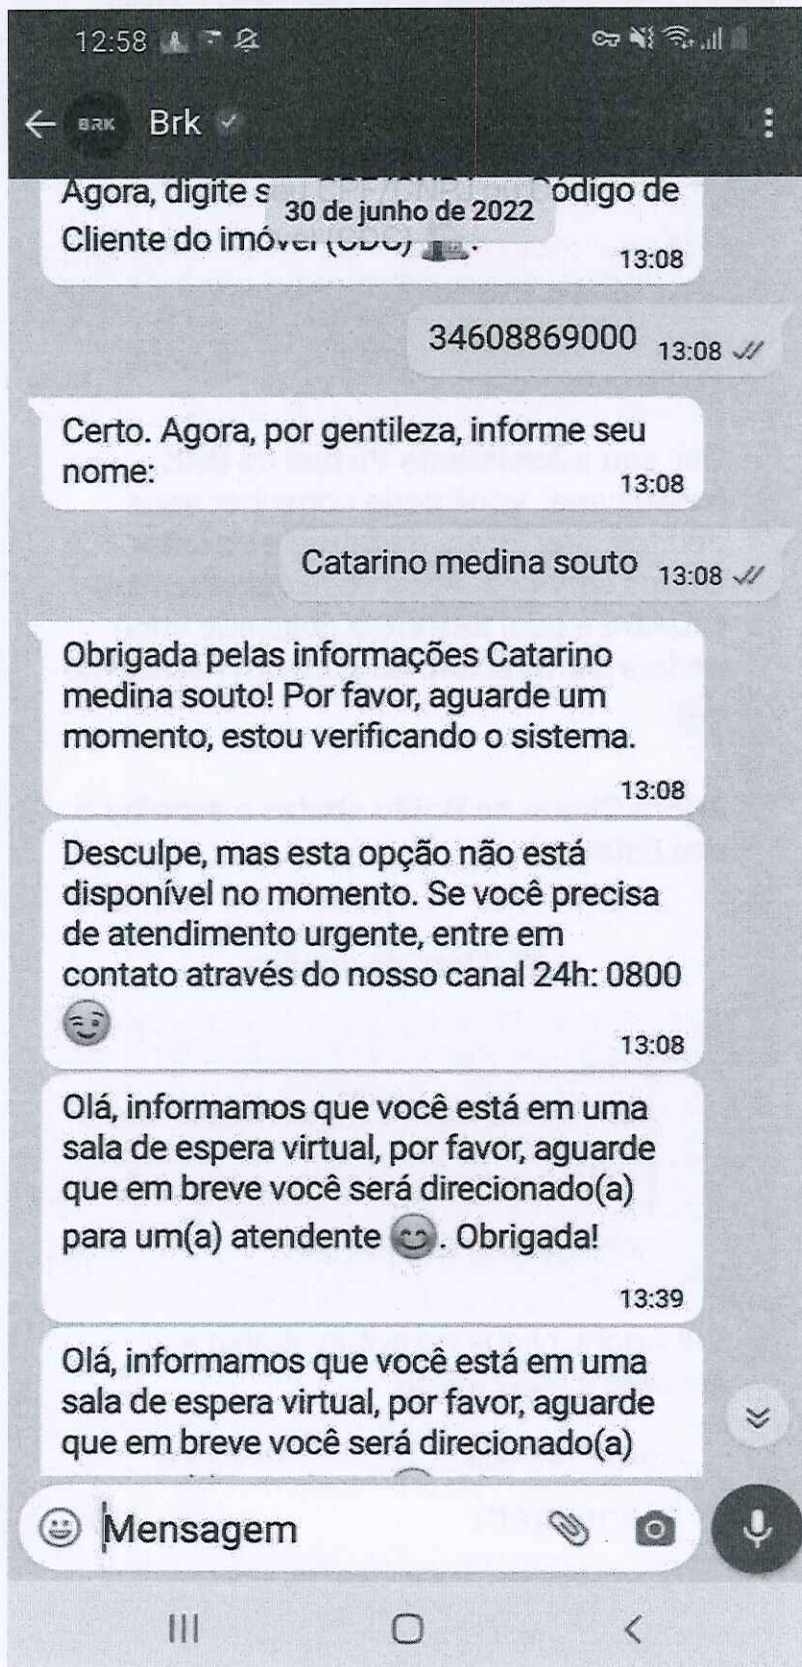 12:58
BRK Brk
Agora, digite s ódigo de
30 de junho de 2022
Cliente do imóvel (CDC)
13:08
34608869000 13:08
Certo. Agora, por gentileza, informe seu
nome:
13:08
Catarino medina souto 13:08
Obrigada pelas informações Catarino
medina souto! Por favor, aguarde um
momento, estou verificando o sistema.
13:08
Desculpe, mas esta opção não está
disponível no momento. Se você precisa
de atendimento urgente, entre em
contato através do nosso canal 24h: 0800
😉
13:08
Olá, informamos que você está em uma
sala de espera virtual, por favor, aguarde
que em breve você será direcionado(a)
para um(a) atendente 😊. Obrigada!
13:39
Olá, informamos que você está em uma
sala de espera virtual, por favor, aguarde
que em breve você será direcionado(a)
Mensagem